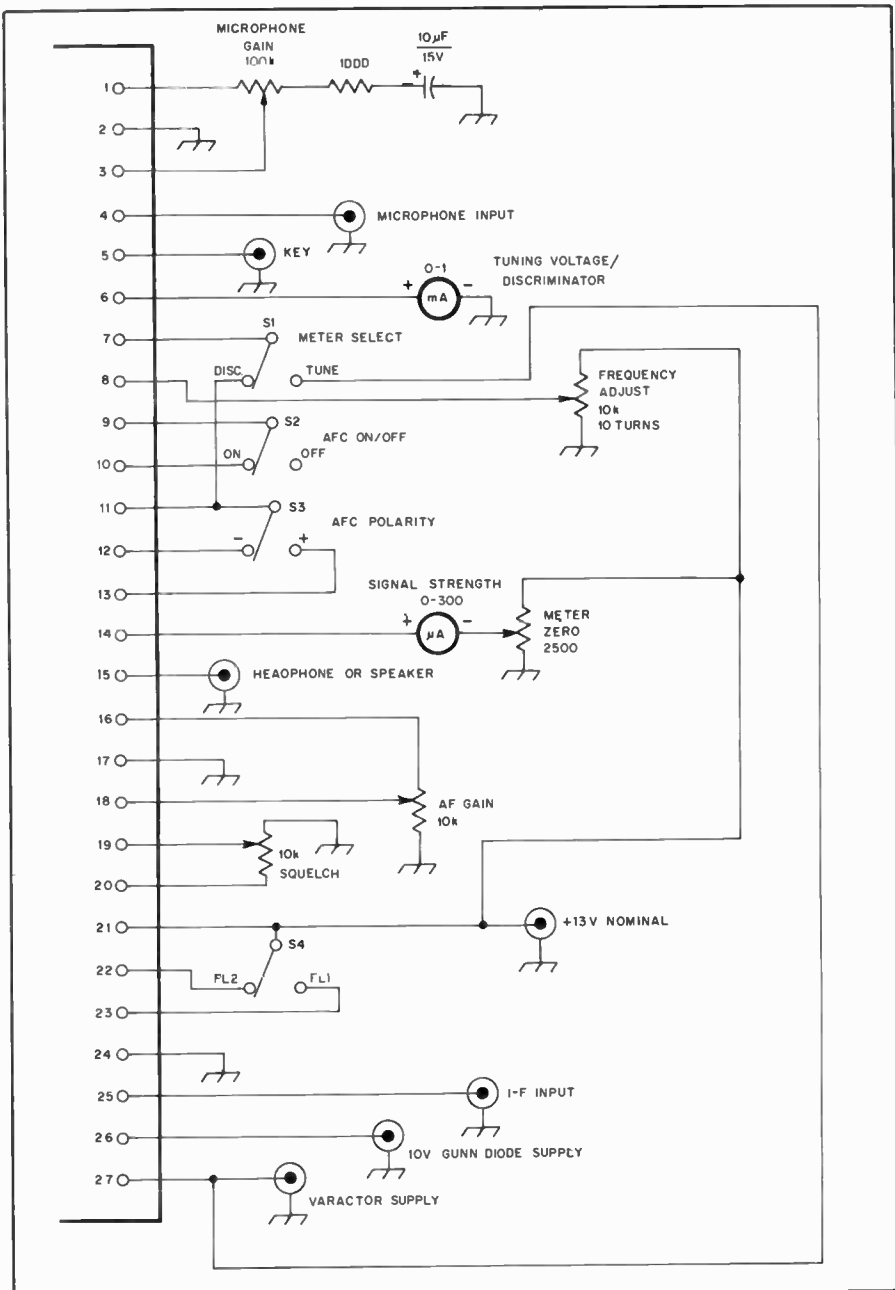 MICROPHONE
GAIN
100k
1000
10µF
15V
+
−
1
2
3
4
MICROPHONE INPUT
5
KEY
TUNING VOLTAGE/
DISCRIMINATOR
0-1
+
−
mA
6
S1
7
METER SELECT
DISC.
TUNE
8
FREQUENCY
ADJUST
10k
10 TURNS
9
S2
AFC ON/OFF
ON
OFF
10
11
S3
AFC POLARITY
−
+
12
13
SIGNAL STRENGTH
0-300
+
−
µA
14
METER
ZERO
2500
15
HEAOPHONE OR SPEAKER
16
17
18
AF GAIN
10k
19
10k
SQUELCH
20
21
+13V NOMINAL
S4
22
FL2
FL1
23
24
25
I-F INPUT
26
10V GUNN DIODE SUPPLY
27
VARACTOR SUPPLY